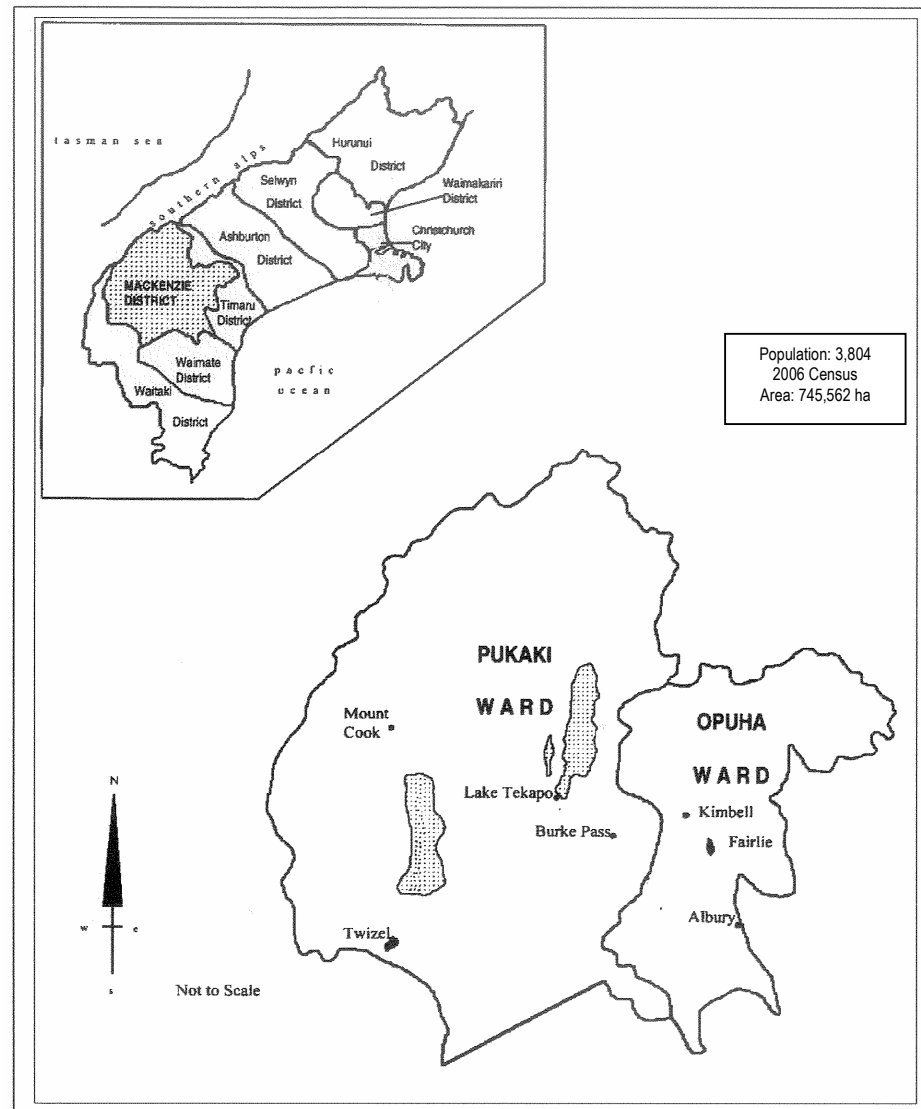 tasman sea
southern alps
Hurunui
District
Selwyn
District
Waimakariri
District
Christchurch
City
Ashburton
District
MACKENZIE
DISTRICT
Timaru
District
Waimate
District
Waitaki
District
pacfic
ocean
Population: 3,804
2006 Census
Area: 745,562 ha
PUKAKI
WARD
OPUHA
WARD
Mount
Cook
Lake Tekapo
Burke Pass
Kimbell
Fairlie
Albury
Twizel
N
w e
s
Not to Scale